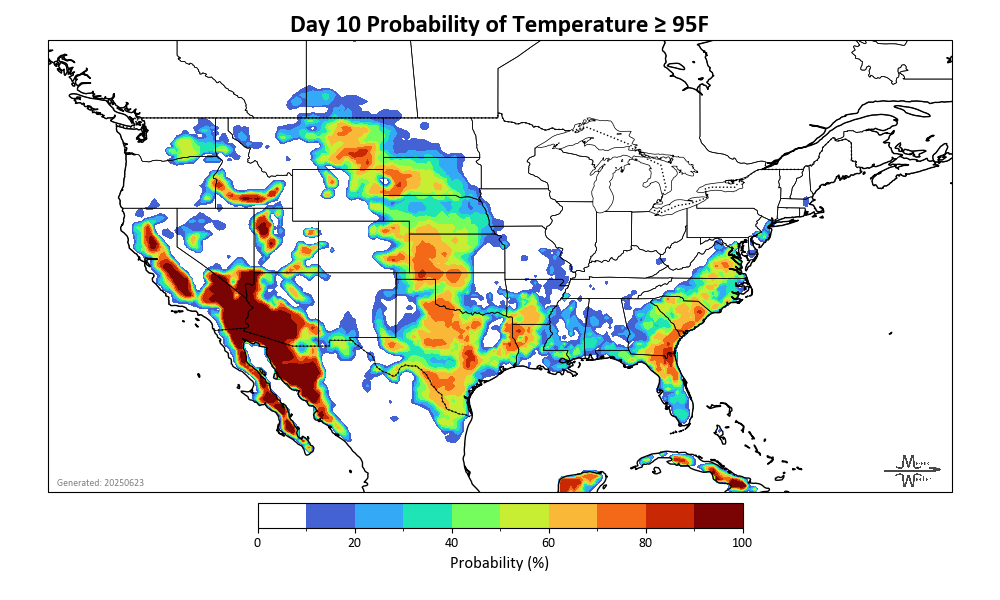 Day 10 Probability of Temperature ≥ 95F
Generated: 20250623
0 20 40 60 80 100
Probability (%)